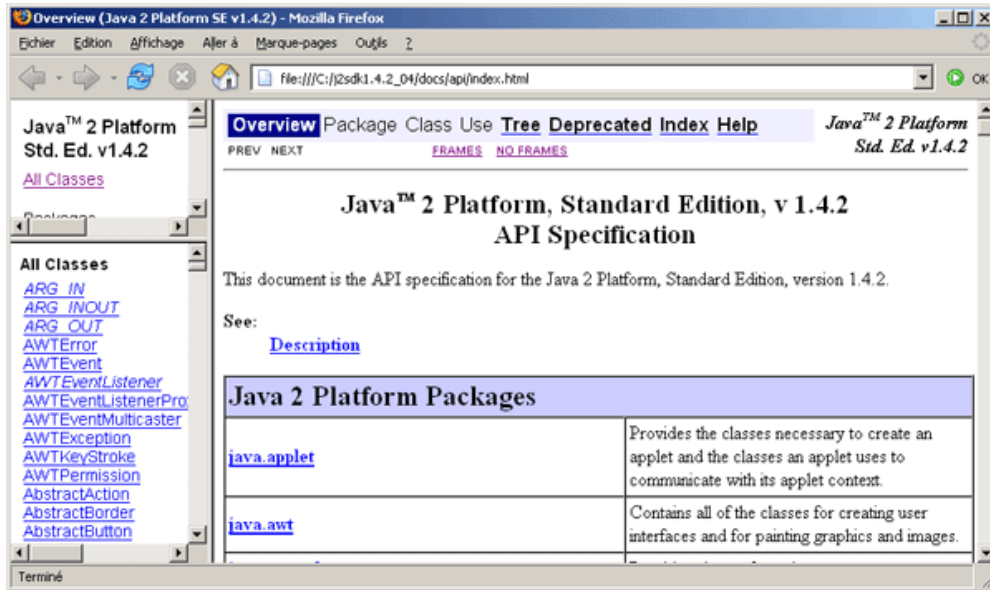 Overview (Java 2 Platform SE v1.4.2) - Mozilla Firefox
Fichier Edition Affichage Aller à Marque-pages Outils ?
file:///C:/j2sdk1.4.2_04/docs/api/index.html OK
Java™ 2 Platform
Std. Ed. v1.4.2
All Classes
Packages
All Classes
ARG_IN
ARG_INOUT
ARG_OUT
AWTError
AWTEvent
AWTEventListener
AWTEventListenerPro
AWTEventMulticaster
AWTException
AWTKeyStroke
AWTPermission
AbstractAction
AbstractBorder
AbstractButton
Overview Package Class Use Tree Deprecated Index Help
PREV NEXT FRAMES NO FRAMES
Java™ 2 Platform
Std. Ed. v1.4.2
Java™ 2 Platform, Standard Edition, v 1.4.2
API Specification
This document is the API specification for the Java 2 Platform, Standard Edition, version 1.4.2.
See:
Description
Java 2 Platform Packages
java.applet
Provides the classes necessary to create an
applet and the classes an applet uses to
communicate with its applet context.
java.awt
Contains all of the classes for creating user
interfaces and for painting graphics and images.
Terminé